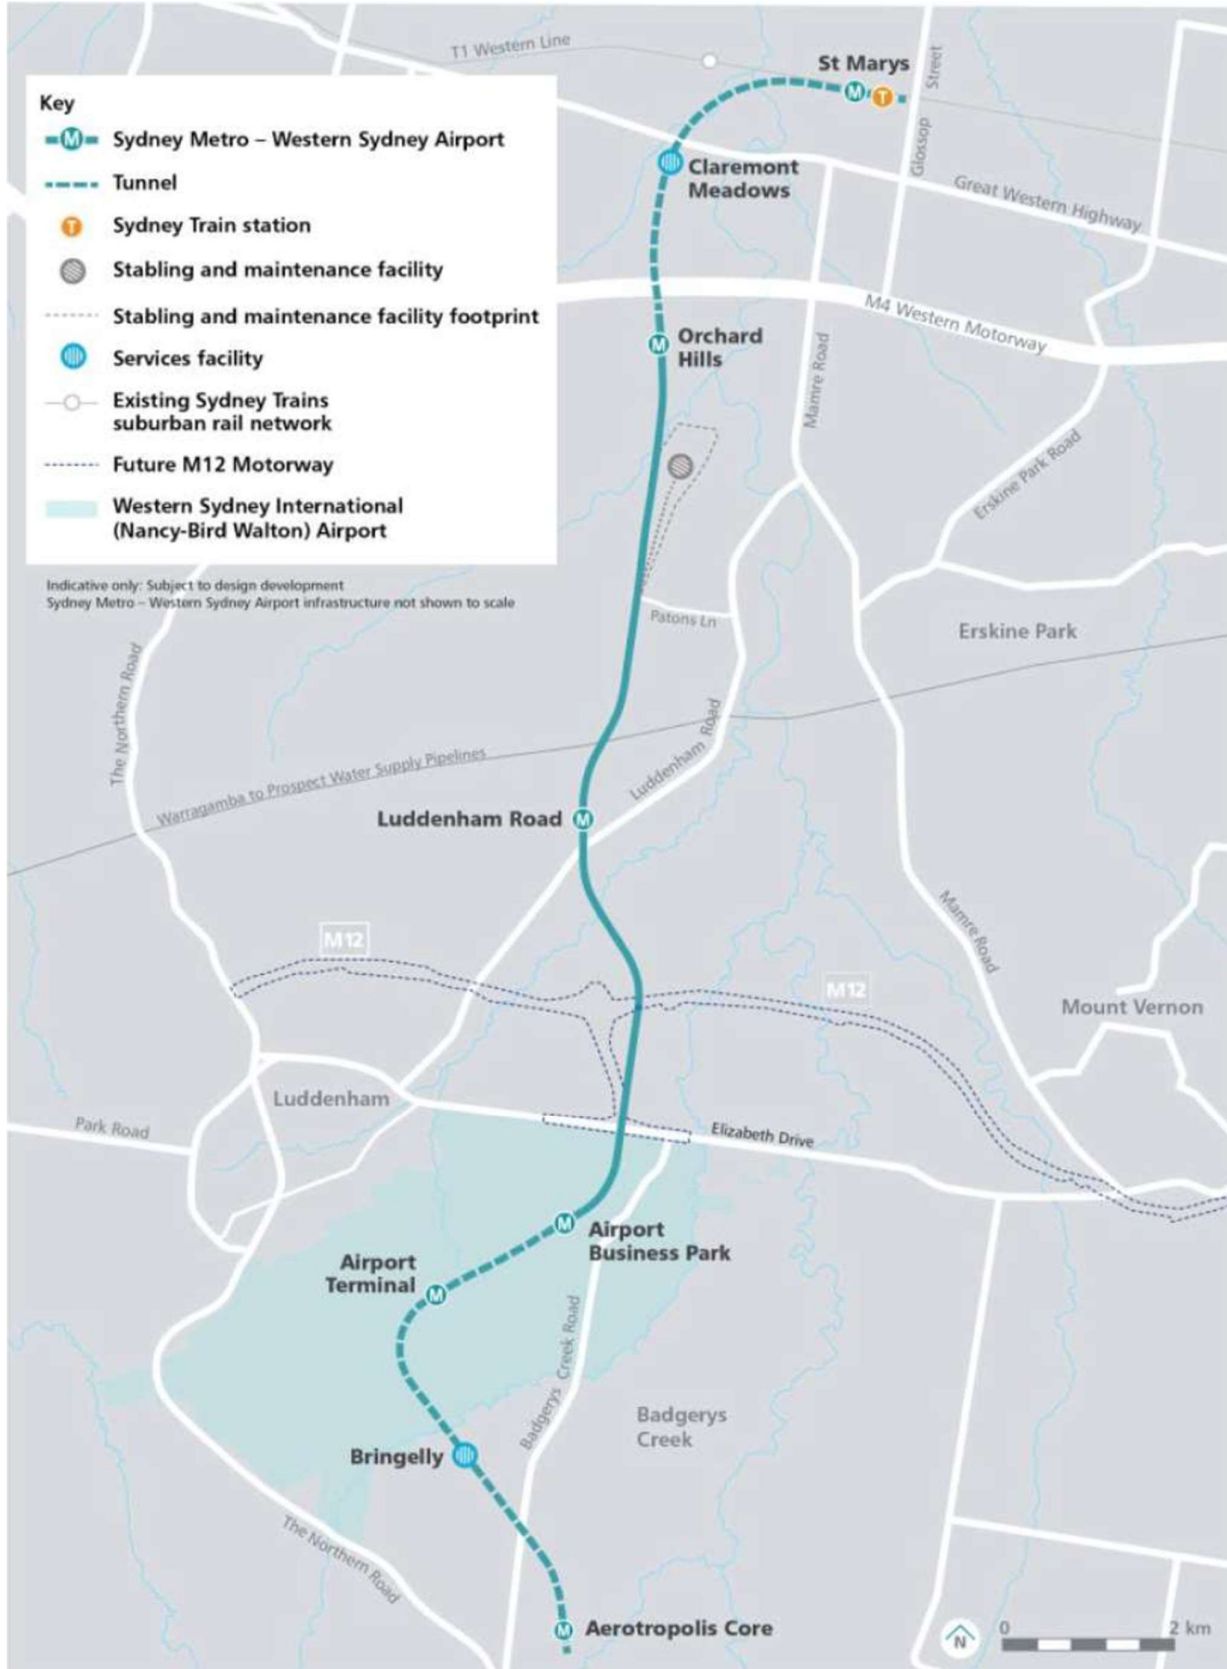 T1 Western Line
St Marys
M
T
Glossop Street
Key
M
Sydney Metro – Western Sydney Airport
Tunnel
T
Sydney Train station
Stabling and maintenance facility
Stabling and maintenance facility footprint
Services facility
Existing Sydney Trains
suburban rail network
Future M12 Motorway
Western Sydney International
(Nancy-Bird Walton) Airport
Indicative only: Subject to design development
Sydney Metro – Western Sydney Airport infrastructure not shown to scale
Claremont
Meadows
Great Western Highway
M4 Western Motorway
M
Orchard
Hills
Mamre Road
Erskine Park Road
Patons Ln
Erskine Park
The Northern Road
Luddenham Road
Warragamba to Prospect Water Supply Pipelines
Luddenham Road
M
M12
Mamre Road
M12
Mount Vernon
Luddenham
Park Road
Elizabeth Drive
M
Airport
Business Park
Airport
Terminal
M
Badgerys Creek Road
Badgerys
Creek
Bringelly
The Northern Road
M
Aerotropolis Core
N
0
2 km